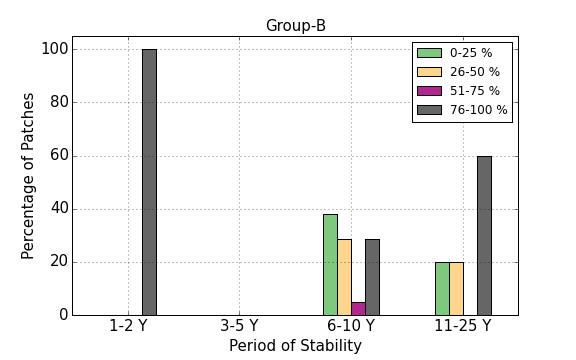 Group-B
0-25 %
26-50 %
51-75 %
76-100 %
Percentage of Patches
100
80
60
40
20
0
1-2 Y 3-5 Y 6-10 Y 11-25 Y
Period of Stability